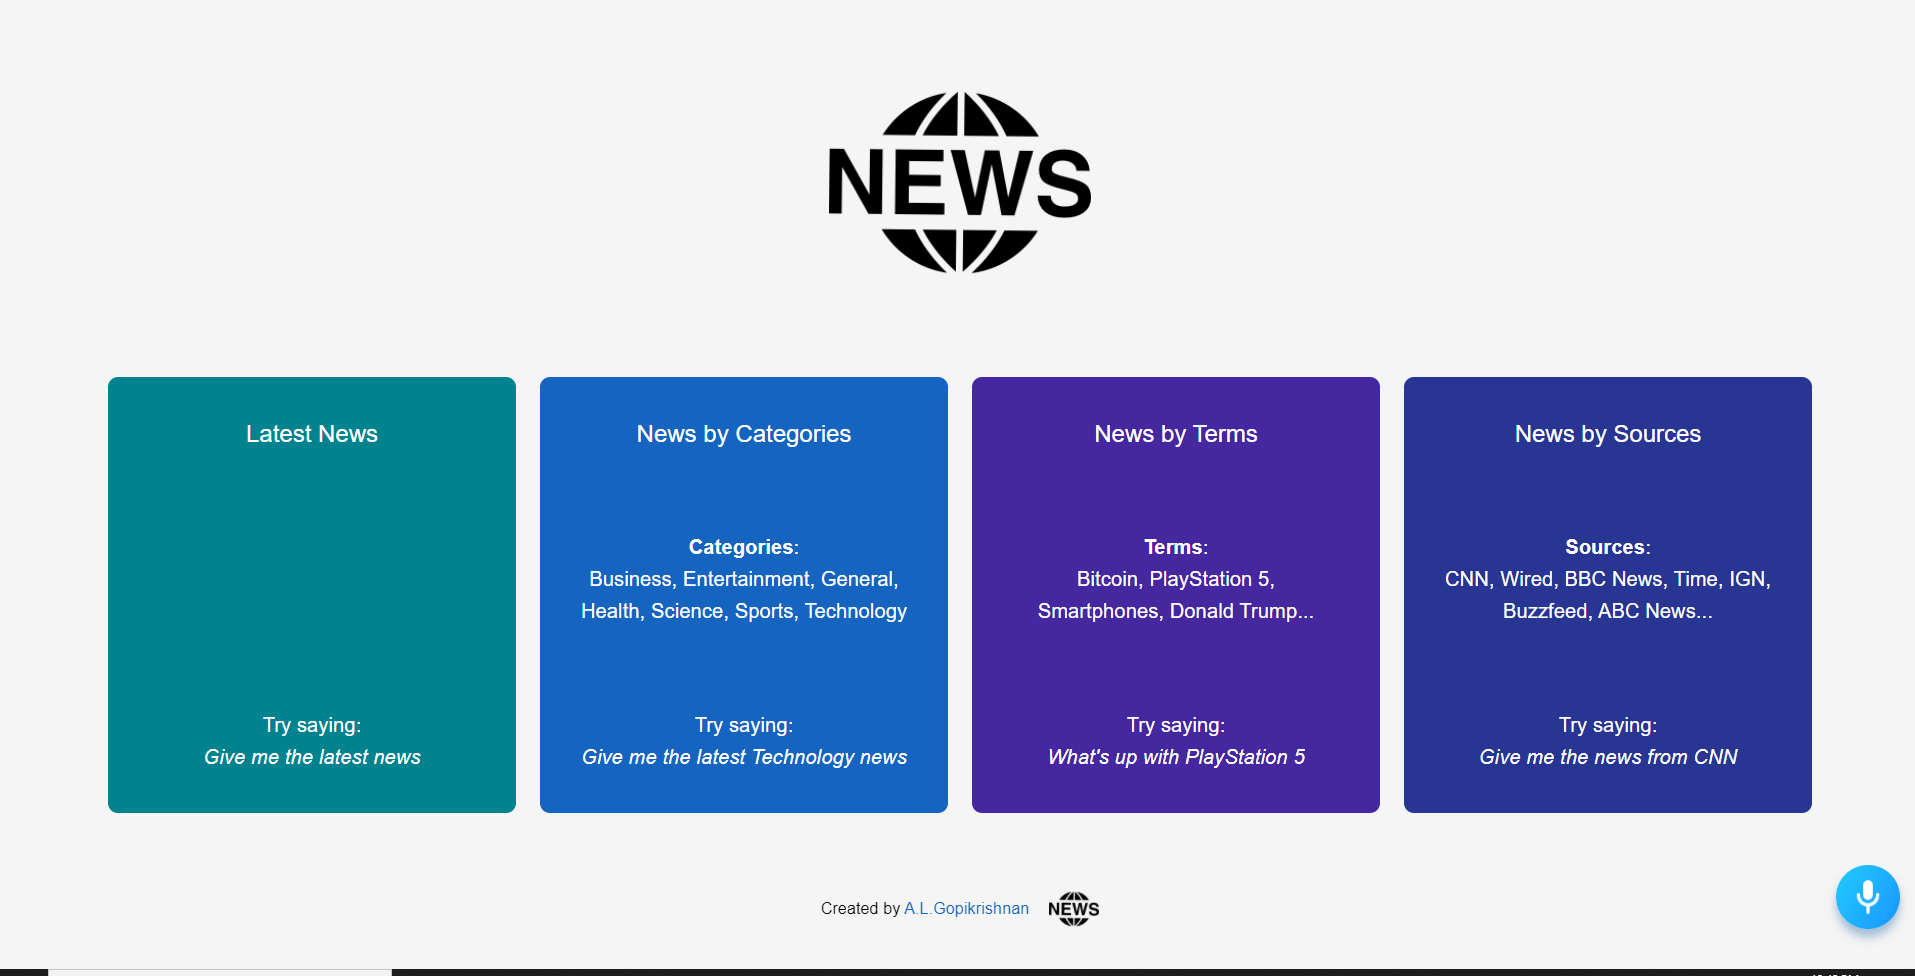 NEWS
Latest News
Try saying:
Give me the latest news
News by Categories
Categories:
Business, Entertainment, General,
Health, Science, Sports, Technology
Try saying:
Give me the latest Technology news
News by Terms
Terms:
Bitcoin, PlayStation 5,
Smartphones, Donald Trump...
Try saying:
What's up with PlayStation 5
News by Sources
Sources:
CNN, Wired, BBC News, Time, IGN,
Buzzfeed, ABC News...
Try saying:
Give me the news from CNN
Created by A.L.Gopikrishnan NEWS